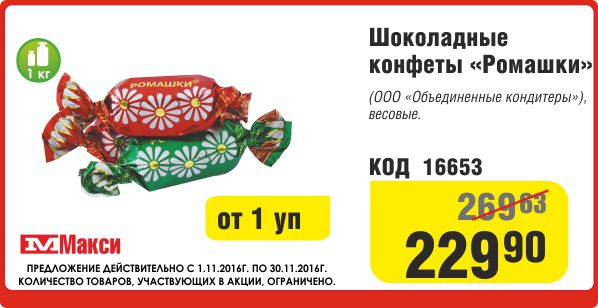 Шоколадные
конфеты «Ромашки»
(ООО «Объединенные кондитеры»),
весовые.
1 кг
РОМАШКИ
КОД 16653
269 63
229 90
от 1 уп
Макси
ПРЕДЛОЖЕНИЕ ДЕЙСТВИТЕЛЬНО С 1.11.2016Г. ПО 30.11.2016Г.
КОЛИЧЕСТВО ТОВАРОВ, УЧАСТВУЮЩИХ В АКЦИИ, ОГРАНИЧЕНО.